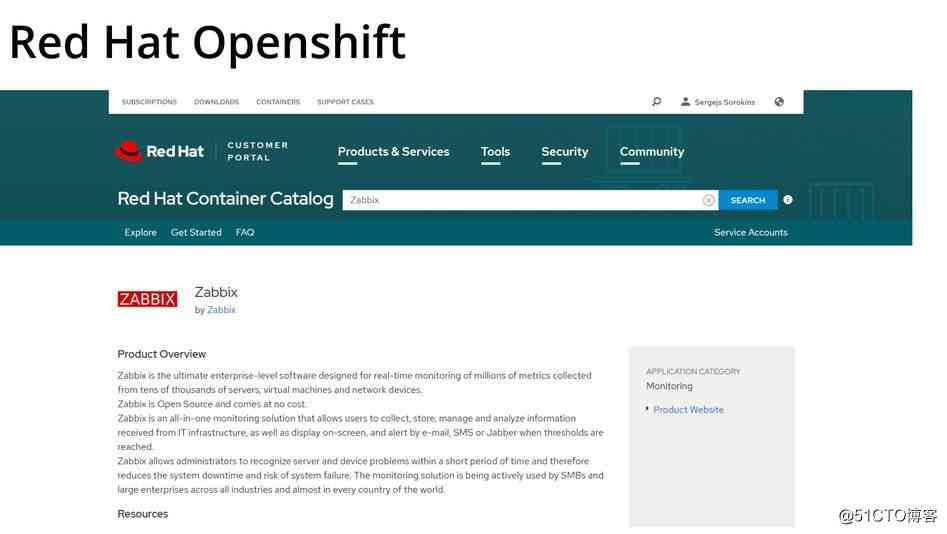 Red Hat Openshift
SUBSCRIPTIONS DOWNLOADS CONTAINERS SUPPORT CASES Sergejs Sorokins
Red Hat CUSTOMER PORTAL
Products & Services Tools Security Community
Red Hat Container Catalog Zabbix SEARCH
Explore Get Started FAQ Service Accounts
ZABBIX
Zabbix
by Zabbix
Product Overview
Zabbix is the ultimate enterprise-level software designed for real-time monitoring of millions of metrics collected
from tens of thousands of servers, virtual machines and network devices.
Zabbix is Open Source and comes at no cost.
Zabbix is an all-in-one monitoring solution that allows users to collect, store, manage and analyze information
received from IT infrastructure, as well as display on-screen, and alert by e-mail, SMS or Jabber when thresholds are
reached.
Zabbix allows administrators to recognize server and device problems within a short period of time and therefore
reduces the system downtime and risk of system failure. The monitoring solution is being actively used by SMBs and
large enterprises across all industries and almost in every country of the world.
Resources
APPLICATION CATEGORY
Monitoring
Product Website
@51CTO博客